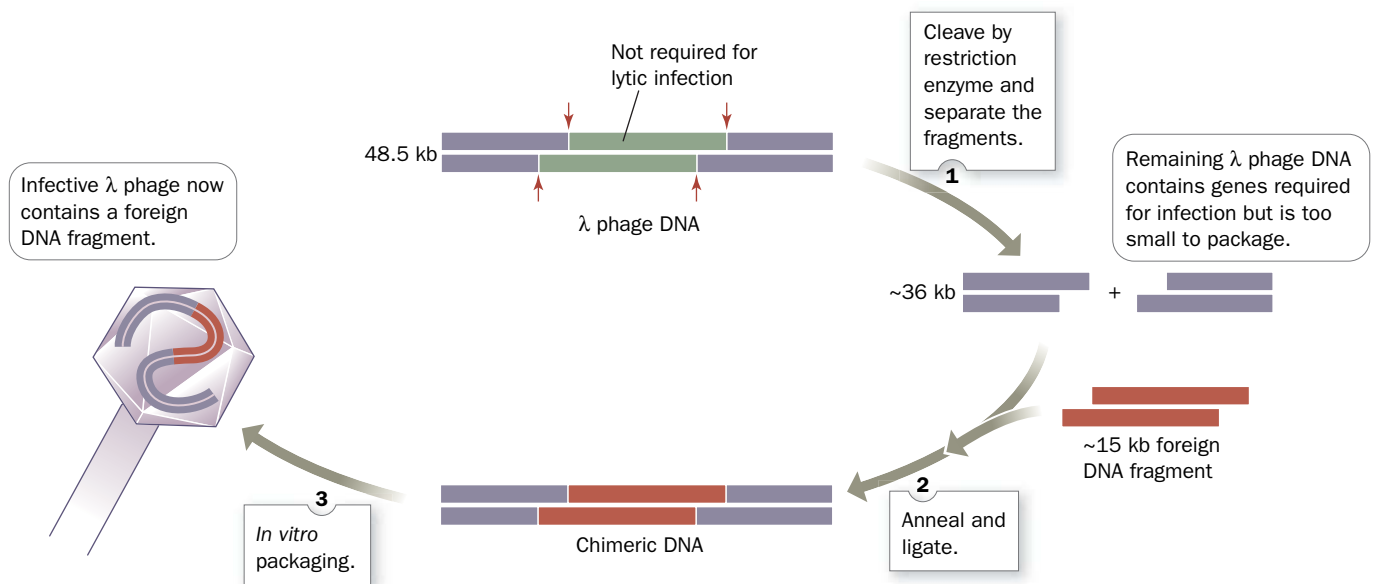 Not required for
lytic infection
48.5 kb
λ phage DNA
Cleave by
restriction
enzyme and
separate the
fragments.
1
Remaining λ phage DNA
contains genes required
for infection but is too
small to package.
~36 kb
+
~15 kb foreign
DNA fragment
2
Anneal and
ligate.
Chimeric DNA
3
In vitro
packaging.
Infective λ phage now
contains a foreign
DNA fragment.